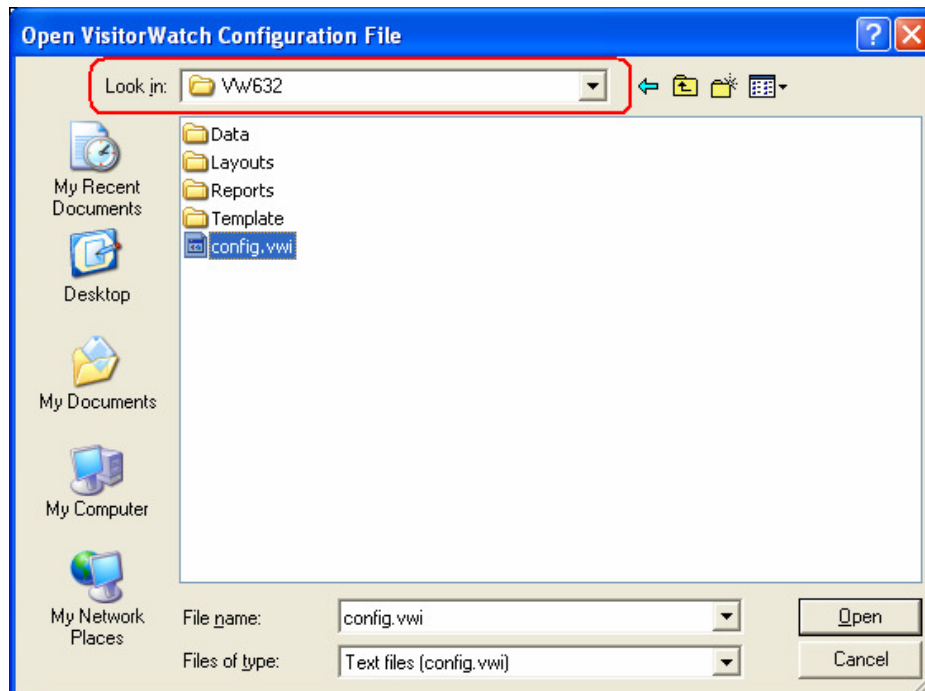 Open VisitorWatch Configuration File
Look in: VW632
Data
Layouts
Reports
Template
config.vwi
My Recent
Documents
Desktop
My Documents
My Computer
My Network
Places
File name: config.vwi
Open
Files of type: Text files (config.vwi)
Cancel